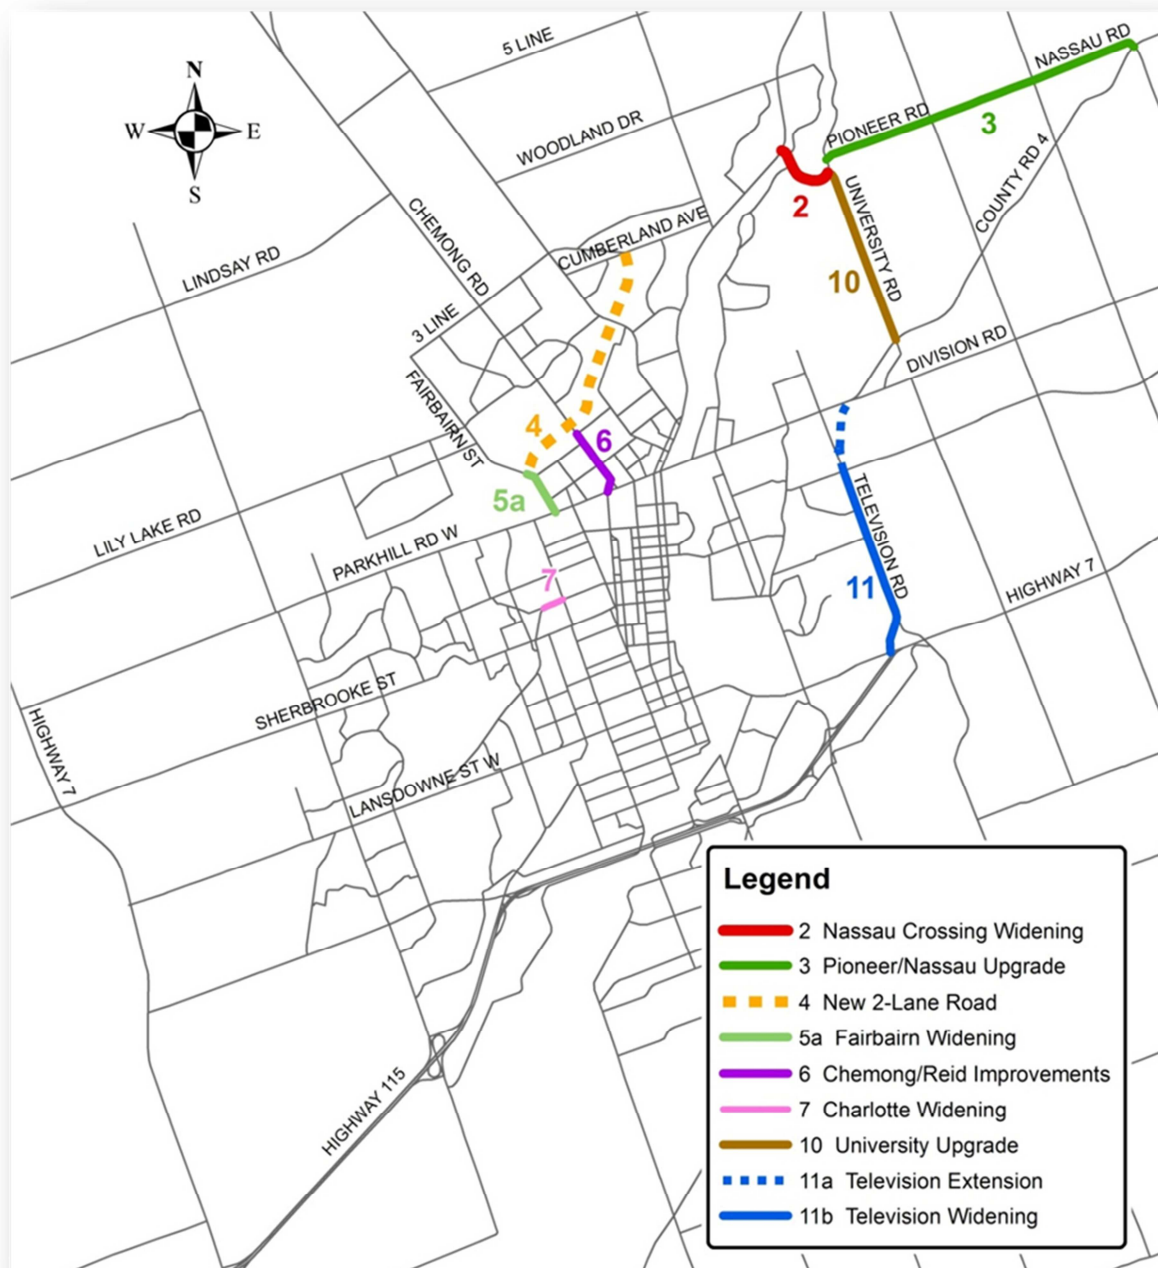 5 LINE
NASSAU RD
N
W E
S
WOODLAND DR
PIONEER RD
3
COUNTY RD 4
2
UNIVERSITY RD
CHEMONG RD
CUMBERLAND AVE
LINDSAY RD
10
3 LINE
DIVISION RD
FAIRBAIRN ST
4
6
5a
TELEVISION RD
LILY LAKE RD
PARKHILL RD W
7
11
HIGHWAY 7
SHERBROOKE ST
HIGHWAY 7
LANSDOWNE ST W
HIGHWAY 115
Legend
2 Nassau Crossing Widening
3 Pioneer/Nassau Upgrade
4 New 2-Lane Road
5a Fairbairn Widening
6 Chemong/Reid Improvements
7 Charlotte Widening
10 University Upgrade
11a Television Extension
11b Television Widening